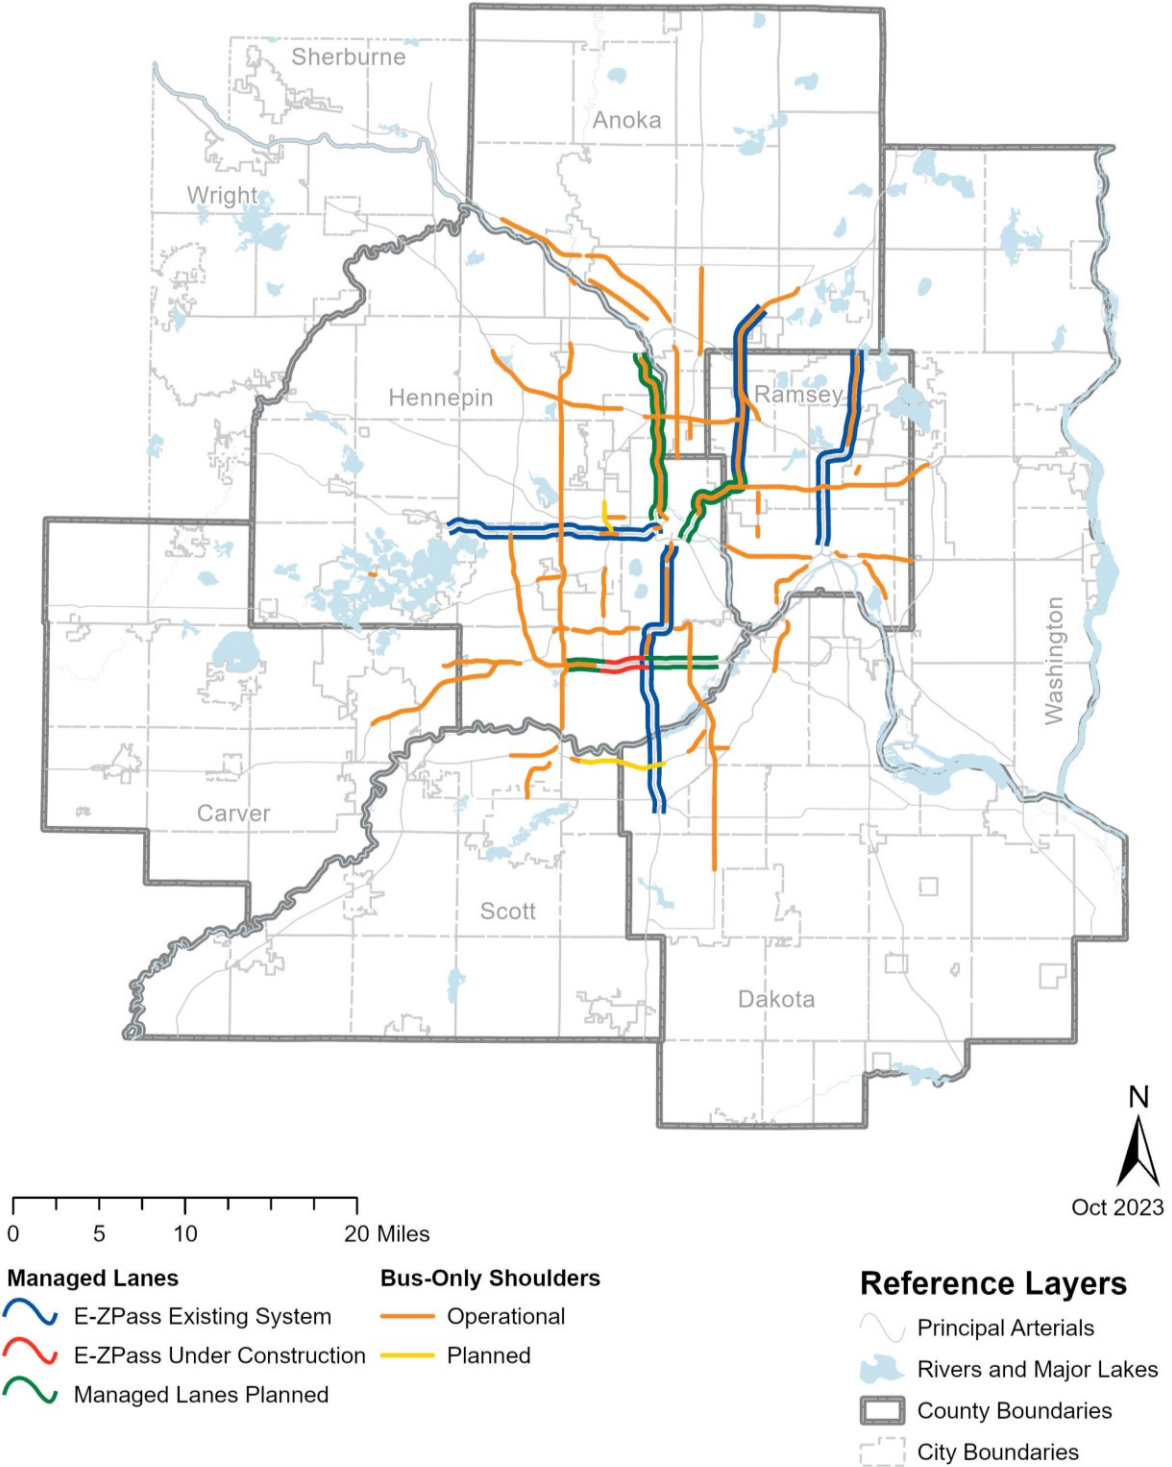 Sherburne
Anoka
Wright
Hennepin
Ramsey
Washington
Carver
Scott
Dakota
N
Oct 2023
0 5 10 20 Miles
Managed Lanes
E-ZPass Existing System
E-ZPass Under Construction
Managed Lanes Planned
Bus-Only Shoulders
Operational
Planned
Reference Layers
Principal Arterials
Rivers and Major Lakes
County Boundaries
City Boundaries